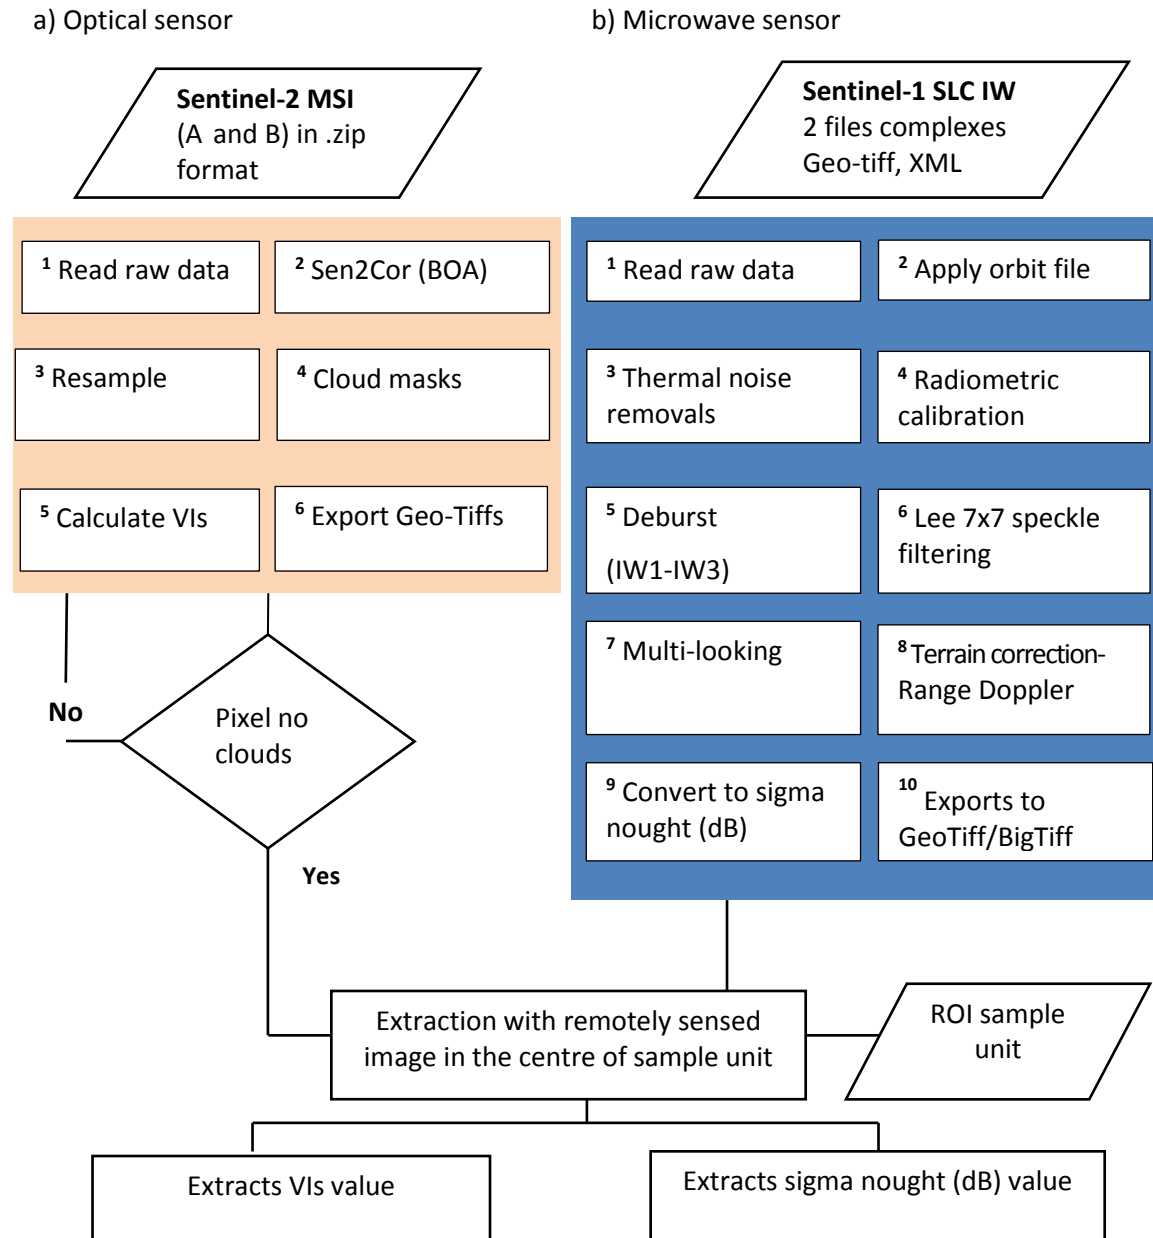 a) Optical sensor
b) Microwave sensor
Sentinel-2 MSI
(A and B) in .zip
format
Sentinel-1 SLC IW
2 files complexes
Geo-tiff, XML
1 Read raw data
2 Sen2Cor (BOA)
3 Resample
4 Cloud masks
5 Calculate VIs
6 Export Geo-Tiffs
1 Read raw data
2 Apply orbit file
3 Thermal noise
removals
4 Radiometric
calibration
5 Deburst
(IW1-IW3)
6 Lee 7x7 speckle
filtering
7 Multi-looking
8 Terrain correction-
Range Doppler
9 Convert to sigma
nought (dB)
10 Exports to
GeoTiff/BigTiff
No
Pixel no
clouds
Yes
Extraction with remotely sensed
image in the centre of sample unit
ROI sample
unit
Extracts VIs value
Extracts sigma nought (dB) value